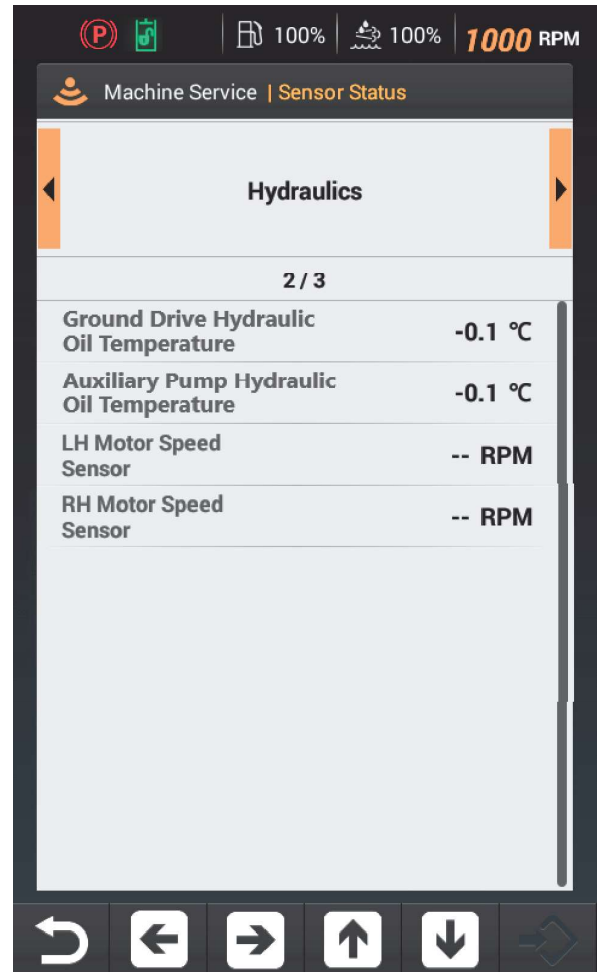 (P) 100% 100% 1000 RPM
Machine Service | Sensor Status
Hydraulics
2 / 3
Ground Drive Hydraulic
Oil Temperature
-0.1 °C
Auxiliary Pump Hydraulic
Oil Temperature
-0.1 °C
LH Motor Speed
Sensor
-- RPM
RH Motor Speed
Sensor
-- RPM